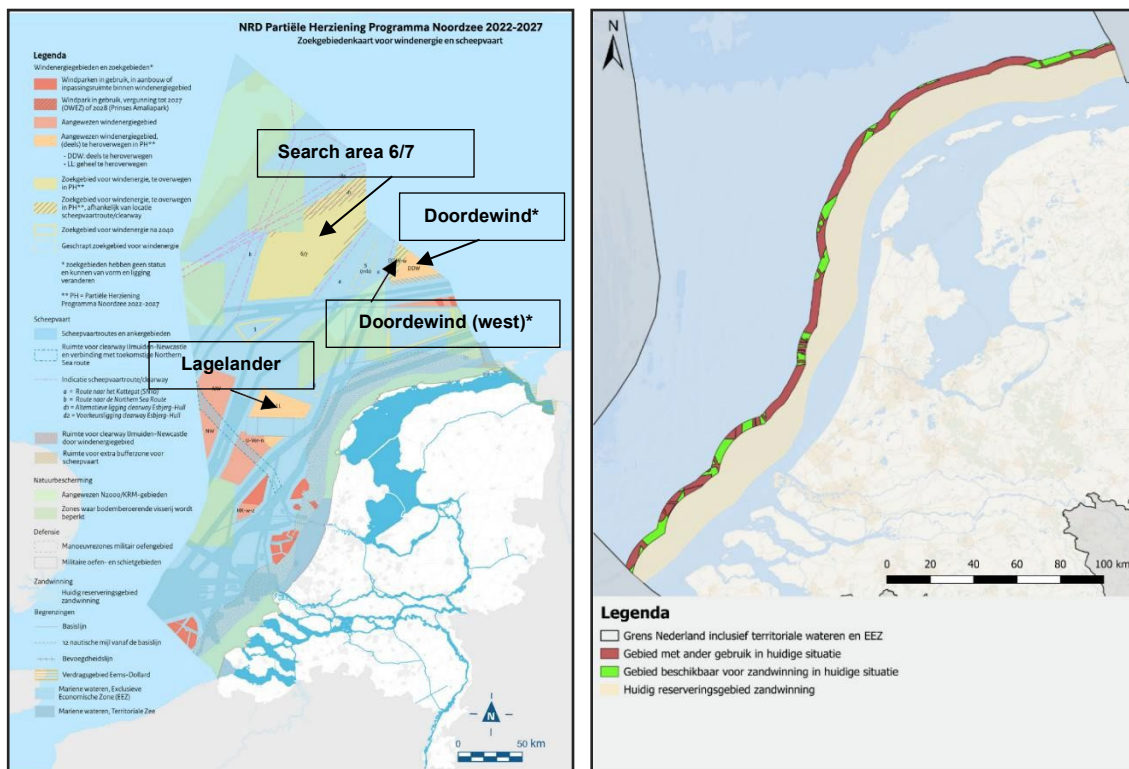 NRD Partiële Herziening Programma Noordzee 2022-2027
Zoekgebiedenkaart voor windenergie en scheepvaart
Legenda
Windenergiegebieden en zoekgebieden*
Windparken in gebruik, in aanbouw of
inpassingsruimte binnen windenergiegebied
Windpark in gebruik, vergunning tot 2027
(OWEZ) of 2028 (Prinses Amaliapark)
Aangewezen windenergiegebied
Aangewezen windenergiegebied,
(deels) te heroverwegen in PH**
- DDW: deels te heroverwegen
- LL: geheel te heroverwegen
Zoekgebied voor windenergie, te overwegen
in PH**
Zoekgebied voor windenergie, te overwegen
in PH**, afhankelijk van locatie
scheepvaartroute/clearway
Zoekgebied voor windenergie na 2040
Geschrapt zoekgebied voor windenergie
* zoekgebieden hebben geen status
en kunnen van vorm en ligging
veranderen
** PH = Partiële Herziening
Programma Noordzee 2022-2027
Scheepvaart
Scheepvaartroutes en ankergebieden
Ruimte voor clearway IJmuiden-Newcastle
en verbinding met toekomstige Northern
Sea route
Indicatie scheepvaartroute/clearway
a = Route naar het Kattegat (SN10)
b = Route naar de Northern Sea Route
d1 = Alternatieve ligging clearway Esbjerg-Hull
d2 = Voorkeursligging clearway Esbjerg-Hull
Ruimte voor clearway IJmuiden-Newcastle
door windenergiegebied
Ruimte voor extra bufferzone voor
scheepvaart
Natuurbescherming
Aangewezen N2000/KRM-gebieden
Zones waar bodemberoerende visserij wordt
beperkt
Defensie
Manoeuvrezones militair oefengebied
Militaire oefen- en schietgebieden
Zandwinning
Huidig reserveringsgebied
zandwinning
Begrenzingen
Basislijn
12 nautische mijl vanaf de basislijn
Bevoegdheidslijn
Verdragsgebied Eems-Dollard
Mariene wateren, Exclusieve
Economische Zone (EEZ)
Mariene wateren, Territoriale Zee
Search area 6/7
Doordewind*
Doordewind (west)*
Lagelander
d2
d1
b
6/7
5
a
4
DDW-w
DDW
3
LL
NW
HK-w-z
N
0 50 km
N
0 20 40 60 80 100 km
Legenda
Grens Nederland inclusief territoriale wateren en EEZ
Gebied met ander gebruik in huidige situatie
Gebied beschikbaar voor zandwinning in huidige situatie
Huidig reserveringsgebied zandwinning